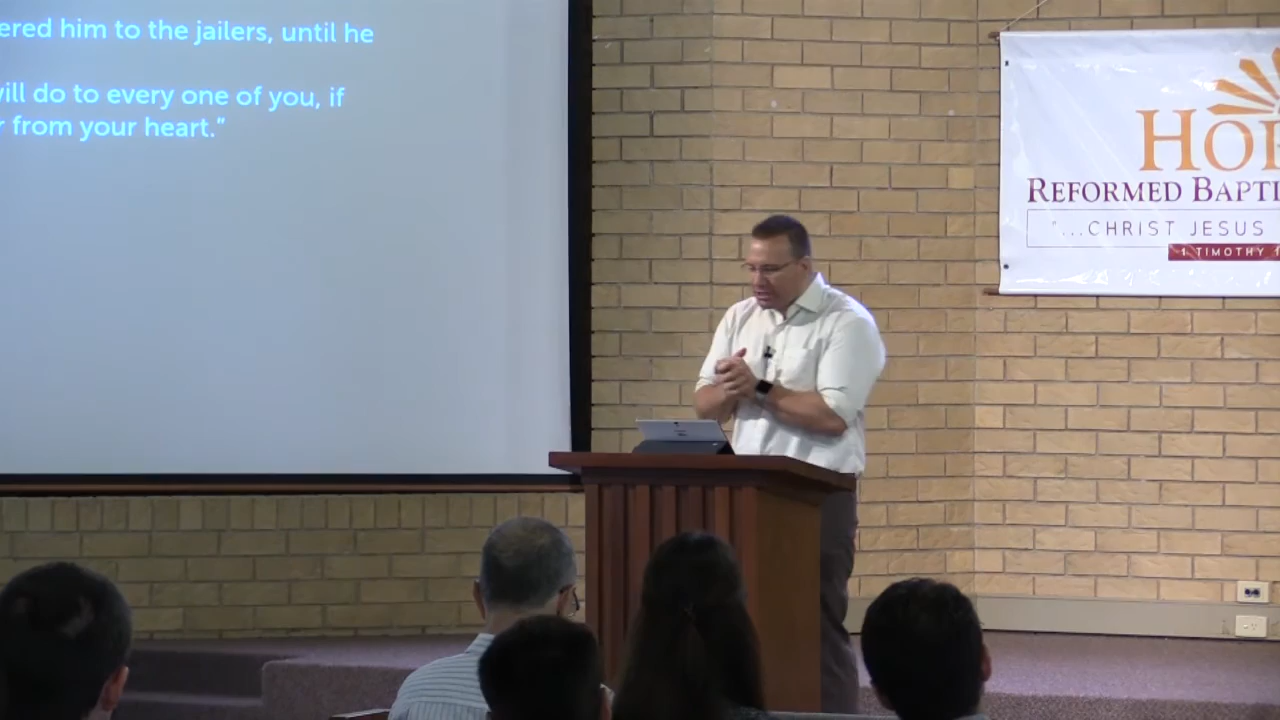 ered him to the jailers, until he
ill do to every one of you, if
from your heart."
HO
REFORMED BAPTI
"...CHRIST JESUS
1 TIMOTHY 1